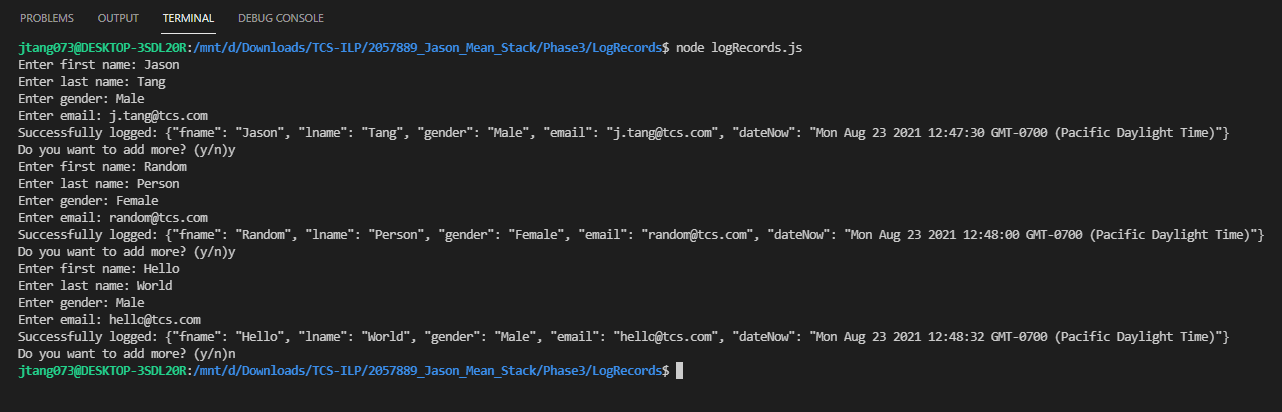 PROBLEMS OUTPUT TERMINAL DEBUG CONSOLE
jtang073@DESKTOP-3SDL20R:/mnt/d/Downloads/TCS-ILP/2057889_Jason_Mean_Stack/Phase3/LogRecords$ node logRecords.js
Enter first name: Jason
Enter last name: Tang
Enter gender: Male
Enter email: j.tang@tcs.com
Successfully logged: {"fname": "Jason", "lname": "Tang", "gender": "Male", "email": "j.tang@tcs.com", "dateNow": "Mon Aug 23 2021 12:47:30 GMT-0700 (Pacific Daylight Time)"}
Do you want to add more? (y/n)y
Enter first name: Random
Enter last name: Person
Enter gender: Female
Enter email: random@tcs.com
Successfully logged: {"fname": "Random", "lname": "Person", "gender": "Female", "email": "random@tcs.com", "dateNow": "Mon Aug 23 2021 12:48:00 GMT-0700 (Pacific Daylight Time)"}
Do you want to add more? (y/n)y
Enter first name: Hello
Enter last name: World
Enter gender: Male
Enter email: hello@tcs.com
Successfully logged: {"fname": "Hello", "lname": "World", "gender": "Male", "email": "hello@tcs.com", "dateNow": "Mon Aug 23 2021 12:48:32 GMT-0700 (Pacific Daylight Time)"}
Do you want to add more? (y/n)n
jtang073@DESKTOP-3SDL20R:/mnt/d/Downloads/TCS-ILP/2057889_Jason_Mean_Stack/Phase3/LogRecords$